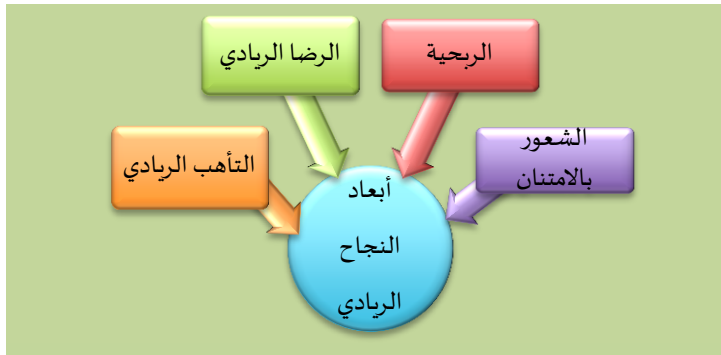 الربحية
الرضا الريادي
الشعور
بالامتنان
التأهب الريادي
أبعاد
النجاح
الريادي